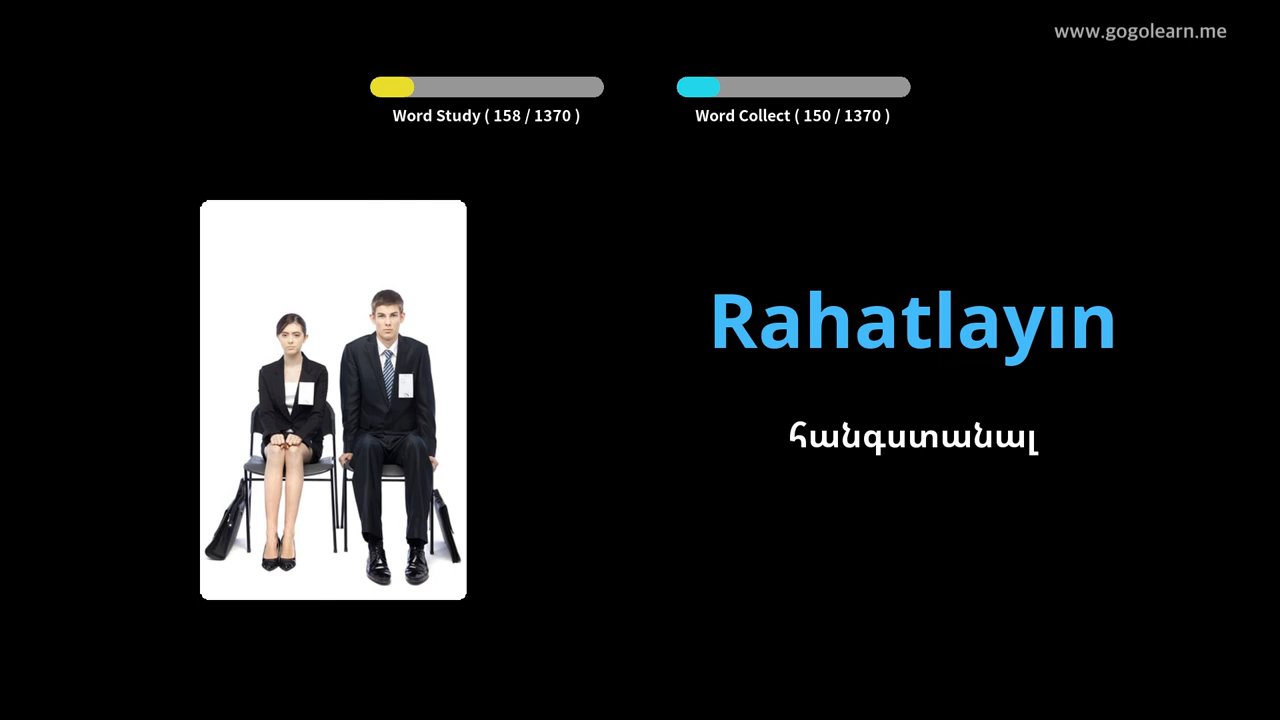 www.gogolearn.me
Word Study ( 158 / 1370 )
Word Collect ( 150 / 1370 )
Rahatlayın
հանգստանալ